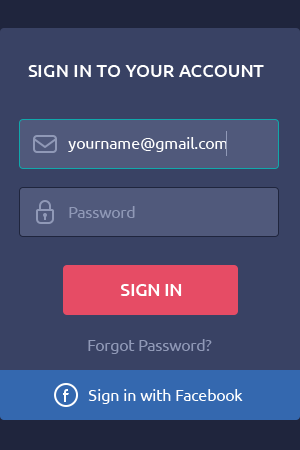 SIGN IN TO YOUR ACCOUNT
yourname@gmail.com
Password
SIGN IN
Forgot Password?
Sign in with Facebook